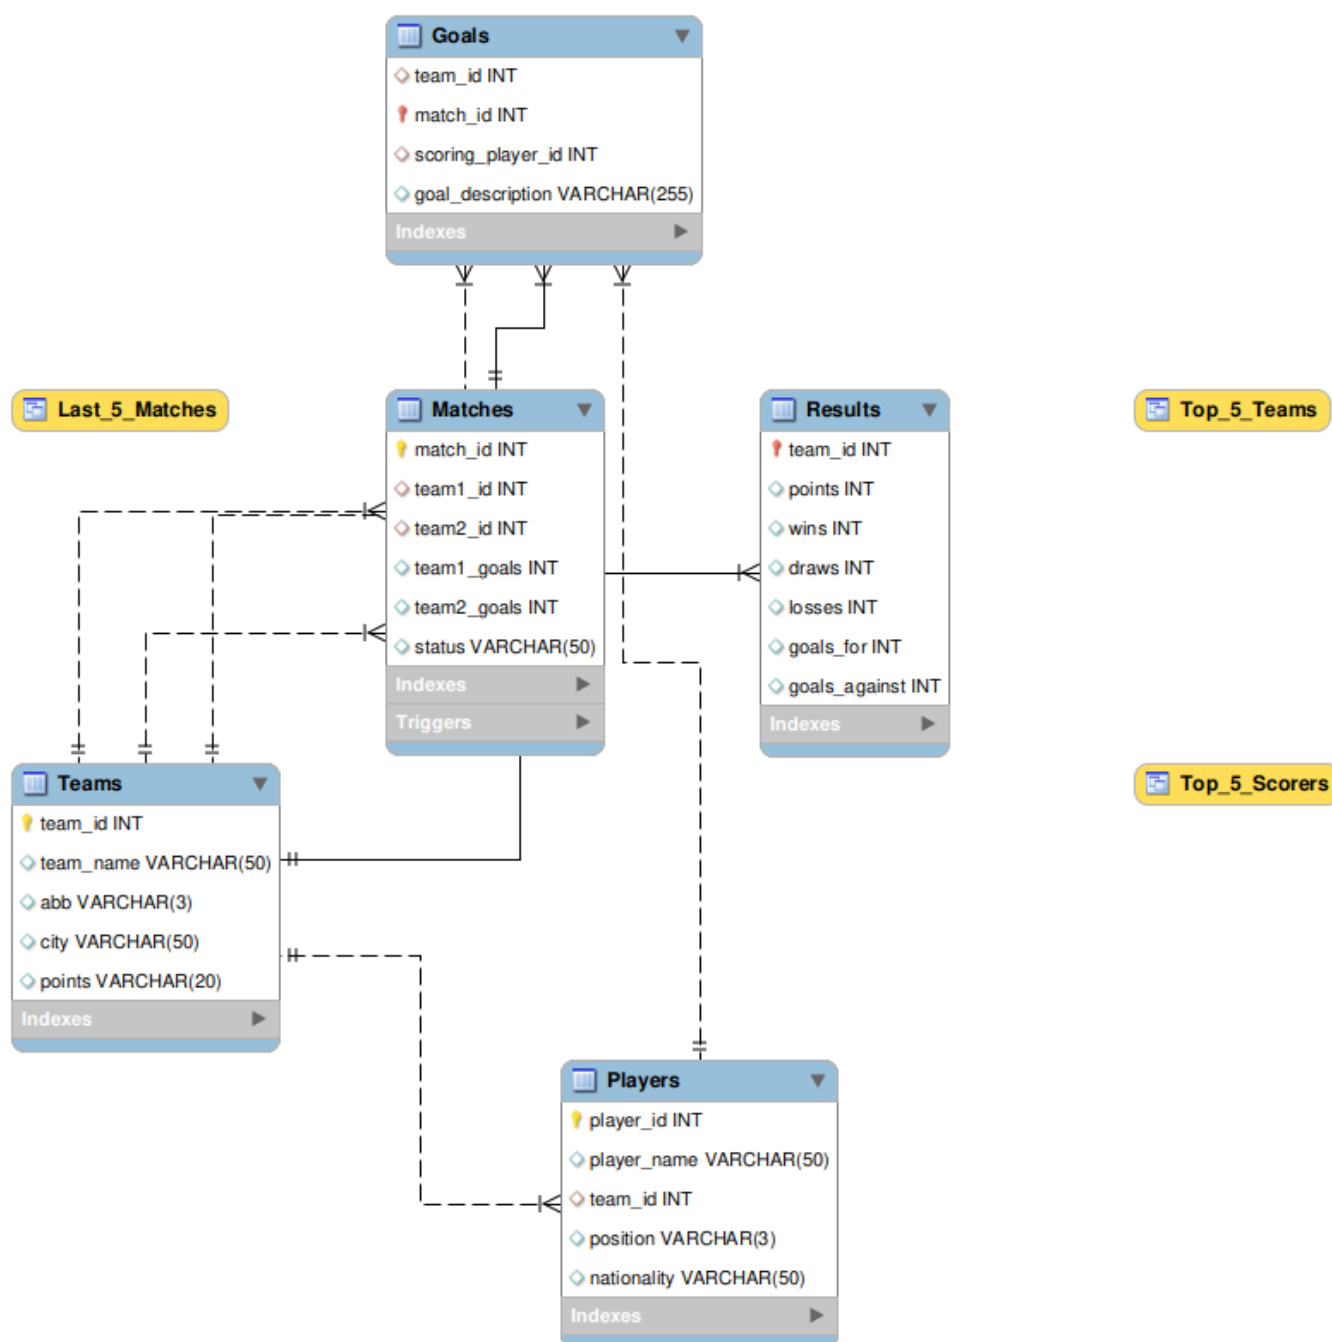 Goals
team_id INT
match_id INT
scoring_player_id INT
goal_description VARCHAR(255)
Indexes
Last_5_Matches
Matches
match_id INT
team1_id INT
team2_id INT
team1_goals INT
team2_goals INT
status VARCHAR(50)
Indexes
Triggers
Results
team_id INT
points INT
wins INT
draws INT
losses INT
goals_for INT
goals_against INT
Indexes
Top_5_Teams
Teams
team_id INT
team_name VARCHAR(50)
abb VARCHAR(3)
city VARCHAR(50)
points VARCHAR(20)
Indexes
Top_5_Scorers
Players
player_id INT
player_name VARCHAR(50)
team_id INT
position VARCHAR(3)
nationality VARCHAR(50)
Indexes